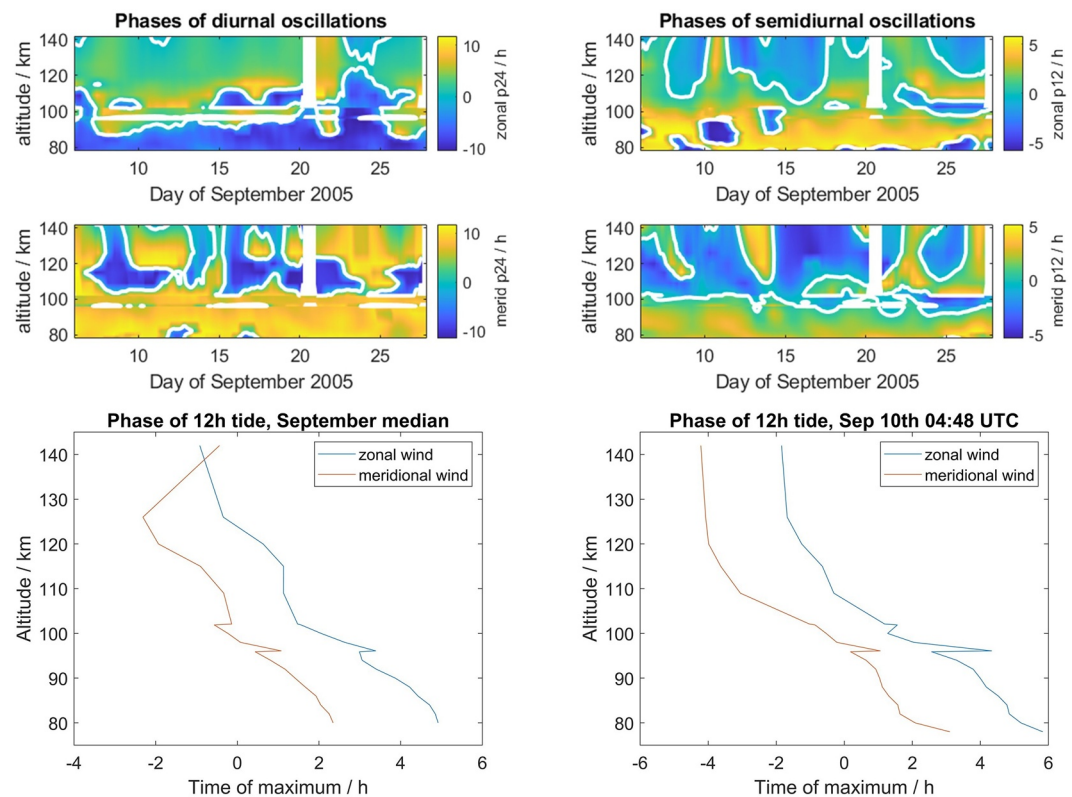 Phases of diurnal oscillations
140
120
100
80
altitude / km
10
15
20
25
Day of September 2005
10
0
-10
zonal p24 / h
Phases of semidiurnal oscillations
140
120
100
80
altitude / km
10
15
20
25
Day of September 2005
5
0
-5
zonal p12 / h
140
120
100
80
altitude / km
10
15
20
25
Day of September 2005
10
0
-10
merid p24 / h
140
120
100
80
altitude / km
10
15
20
25
Day of September 2005
5
0
-5
merid p12 / h
Phase of 12h tide, September median
zonal wind
meridional wind
140
130
120
110
100
90
80
Altitude / km
-4
-2
0
2
4
6
Time of maximum / h
Phase of 12h tide, Sep 10th 04:48 UTC
zonal wind
meridional wind
140
130
120
110
100
90
80
Altitude / km
-6
-4
-2
0
2
4
6
Time of maximum / h